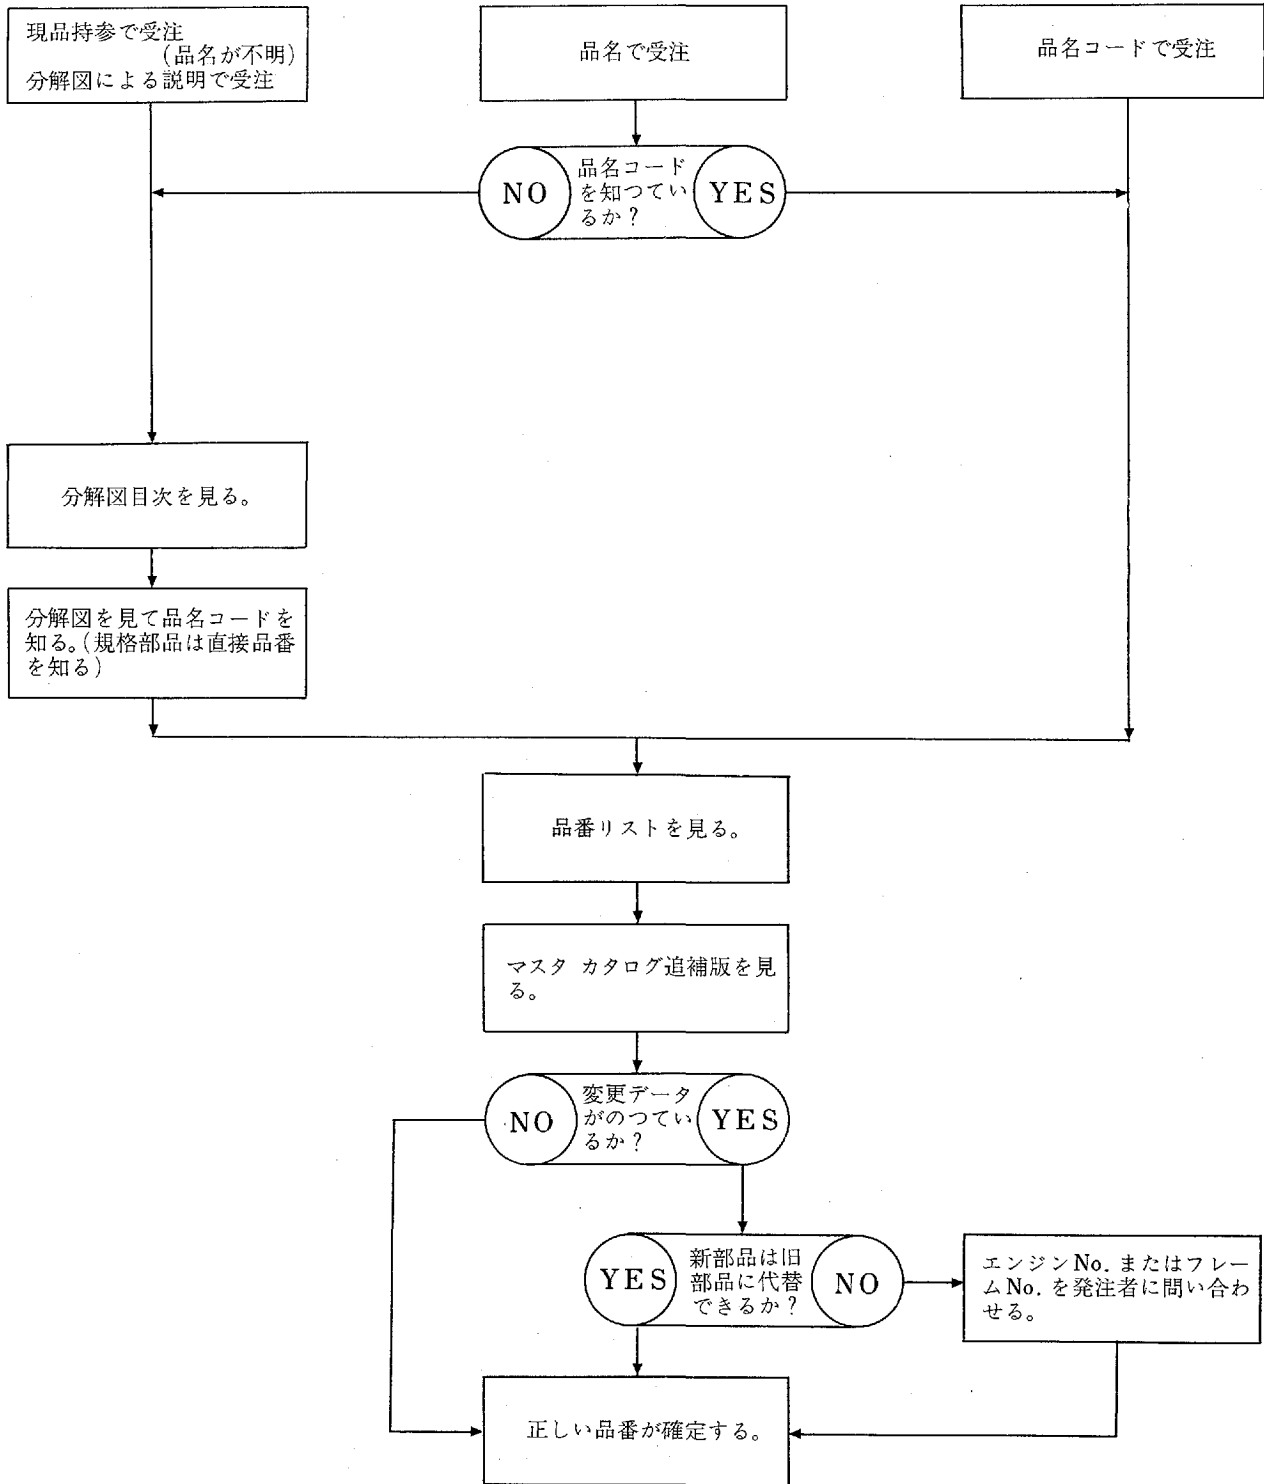 現品持参で受注
(品名が不明)
分解図による説明で受注
品名で受注
品名コードで受注
NO
品名コード
を知つてい
るか?
YES
分解図目次を見る。
分解図を見て品名コードを
知る。(規格部品は直接品番
を知る)
品番リストを見る。
マスタ カタログ追補版を見
る。
NO
変更データ
がのつてい
るか?
YES
YES
新部品は旧
部品に代替
できるか?
NO
エンジンNo. またはフレー
ムNo. を発注者に問い合わ
せる。
正しい品番が確定する。